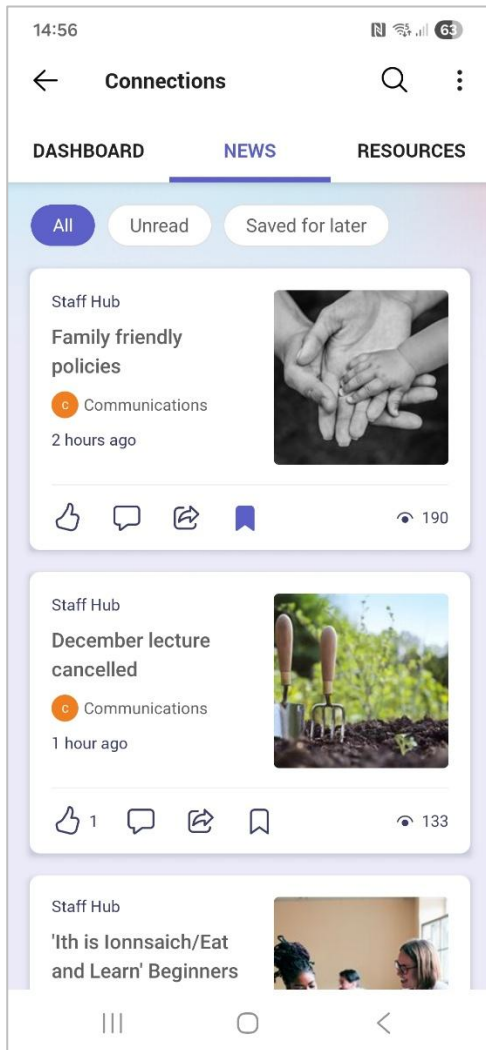 14:56 63
Connections
DASHBOARD NEWS RESOURCES
All Unread Saved for later
Staff Hub
Family friendly
policies
c Communications
2 hours ago
190
Staff Hub
December lecture
cancelled
c Communications
1 hour ago
1 133
Staff Hub
'Ith is Ionnsaich/Eat
and Learn' Beginners